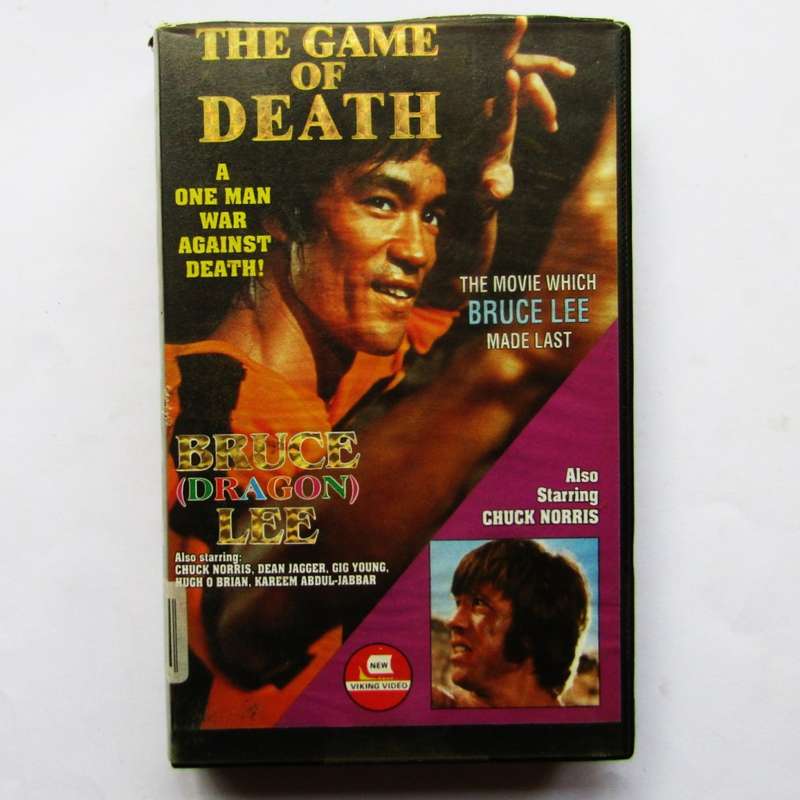 THE GAME
OF
DEATH
A
ONE MAN
WAR
AGAINST
DEATH!
THE MOVIE WHICH
BRUCE LEE
MADE LAST
BRUCE
(DRAGON)
LEE
Also starring:
CHUCK NORRIS, DEAN JAGGER, GIG YOUNG,
HUGH O BRIAN, KAREEM ABDUL-JABBAR
Also
Starring
CHUCK NORRIS
NEW
VIKING VIDEO